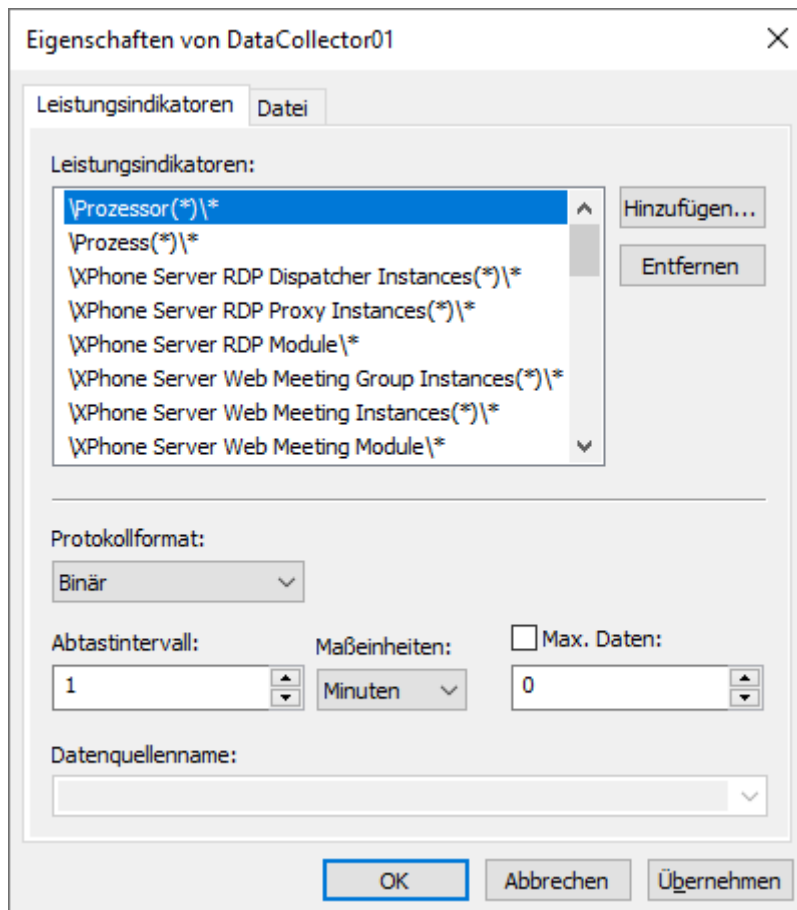 Eigenschaften von DataCollector01
Leistungsindikatoren Datei
Leistungsindikatoren:
\Prozessor(*)\*
\Prozess(*)\*
\XPhone Server RDP Dispatcher Instances(*)\*
\XPhone Server RDP Proxy Instances(*)\*
\XPhone Server RDP Module\*
\XPhone Server Web Meeting Group Instances(*)\*
\XPhone Server Web Meeting Instances(*)\*
\XPhone Server Web Meeting Module\*
Hinzufügen...
Entfernen
Protokollformat:
Binär
Abtastintervall: Maßeinheiten: Max. Daten:
1 Minuten 0
Datenquellenname:
OK Abbrechen Übernehmen